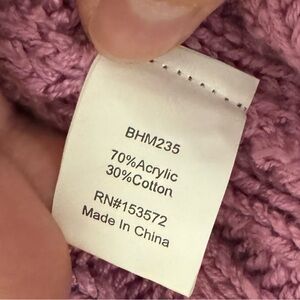 BHM235
70%Acrylic
30%Cotton
RN#153572
Made In China